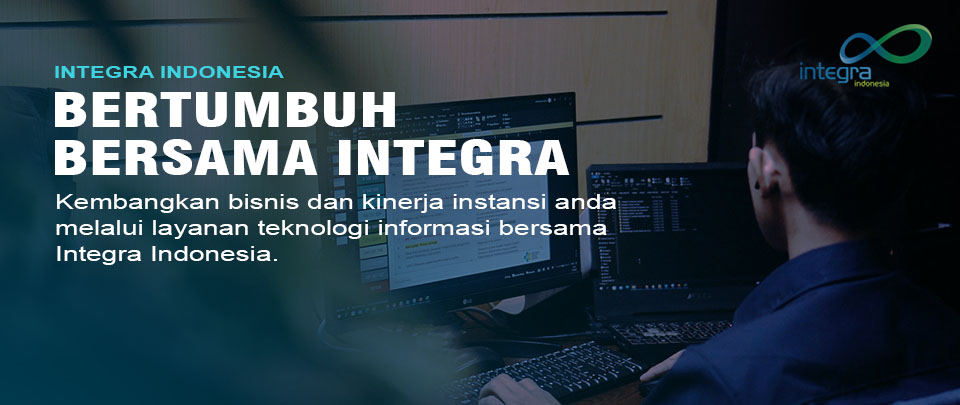 integra
indonesia
INTEGRA INDONESIA
BERTUMBUH
BERSAMA INTEGRA
Kembangkan bisnis dan kinerja instansi anda
melalui layanan teknologi informasi bersama
Integra Indonesia.
LG